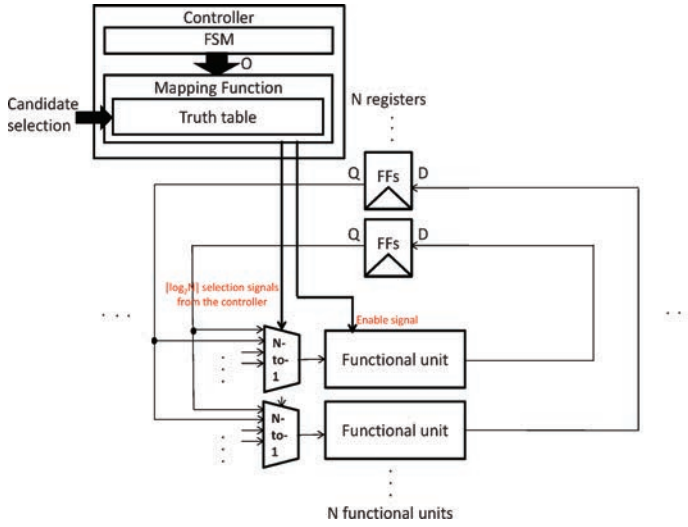 Controller
FSM
O
Mapping Function
Truth table
Candidate
selection
N registers
Q
FFs
D
Q
FFs
D
⌈log₂N⌉ selection signals
from the controller
Enable signal
N-
to-
1
Functional unit
N-
to-
1
Functional unit
N functional units